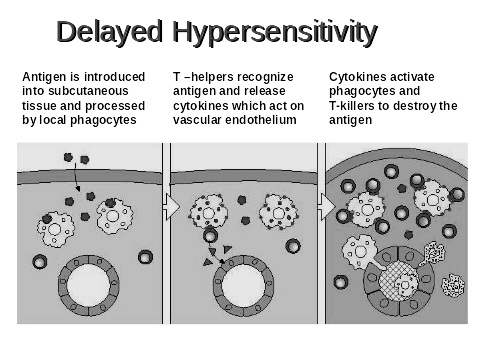 Delayed Hypersensitivity
Antigen is introduced
into subcutaneous
tissue and processed
by local phagocytes
T –helpers recognize
antigen and release
cytokines which act on
vascular endothelium
Cytokines activate
phagocytes and
T-killers to destroy the
antigen